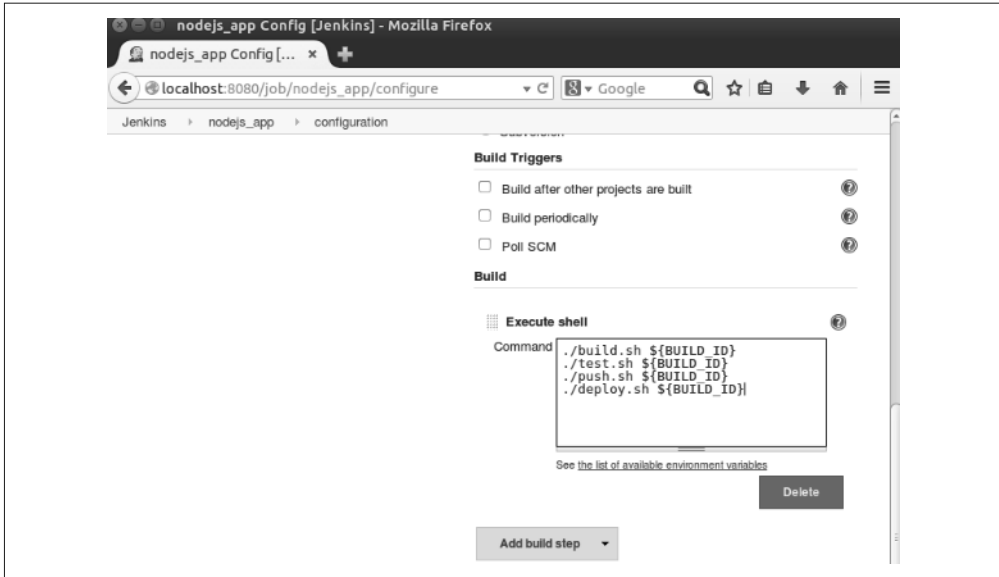 nodejs_app Config [Jenkins] - Mozilla Firefox
nodejs_app Config [... ×
localhost:8080/job/nodejs_app/configure
Google
Jenkins nodejs_app configuration
Build Triggers
Build after other projects are built
Build periodically
Poll SCM
Build
Execute shell
Command
./build.sh ${BUILD_ID}
./test.sh ${BUILD_ID}
./push.sh ${BUILD_ID}
./deploy.sh ${BUILD_ID}
See the list of available environment variables
Delete
Add build step